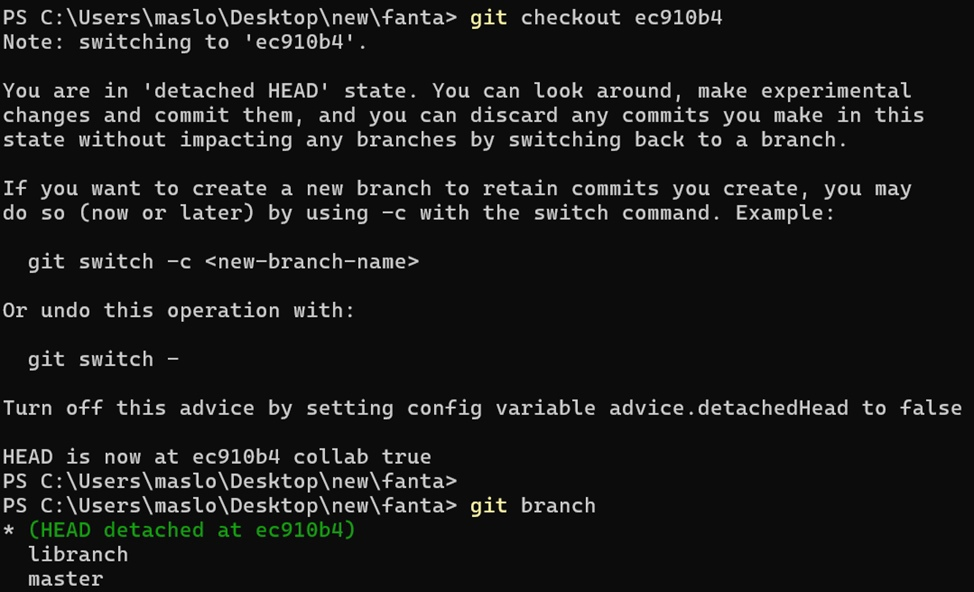 PS C:\Users\maslo\Desktop\new\fanta> git checkout ec910b4
Note: switching to 'ec910b4'.

You are in 'detached HEAD' state. You can look around, make experimental
changes and commit them, and you can discard any commits you make in this
state without impacting any branches by switching back to a branch.

If you want to create a new branch to retain commits you create, you may
do so (now or later) by using -c with the switch command. Example:

  git switch -c <new-branch-name>

Or undo this operation with:

  git switch -

Turn off this advice by setting config variable advice.detachedHead to false

HEAD is now at ec910b4 collab true
PS C:\Users\maslo\Desktop\new\fanta>
PS C:\Users\maslo\Desktop\new\fanta> git branch
* (HEAD detached at ec910b4)
  libranch
  master